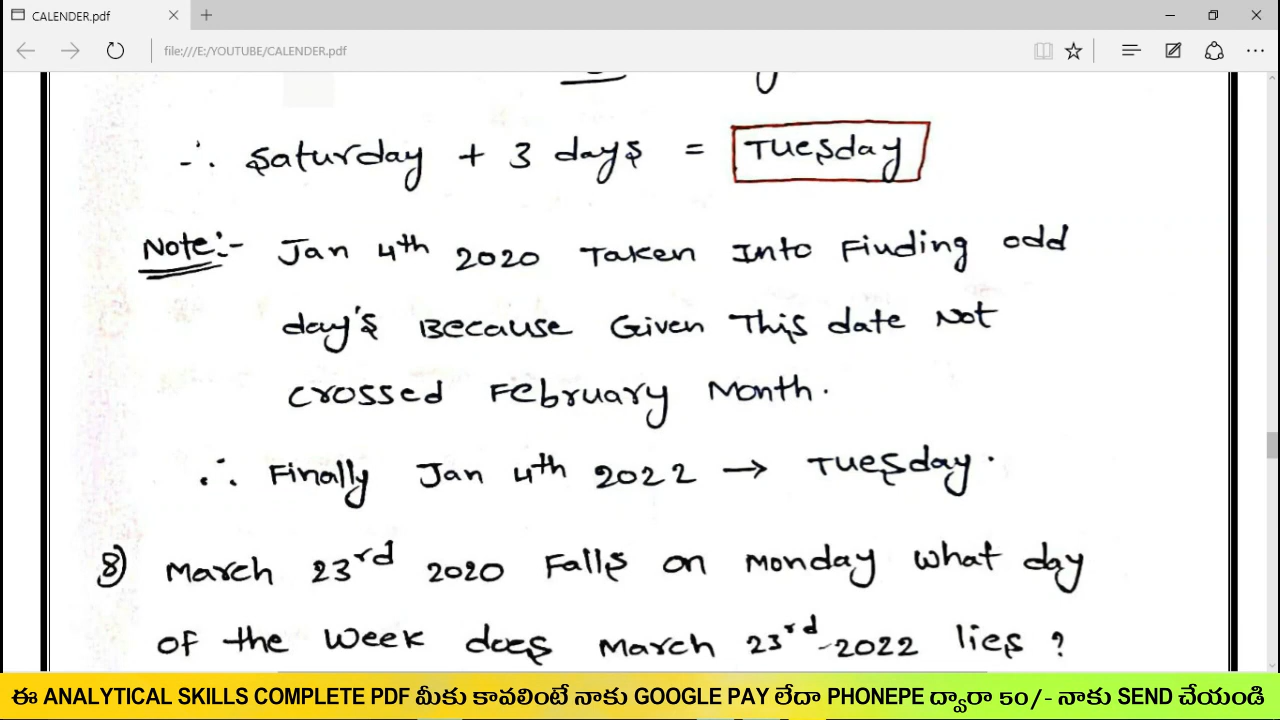 CALENDER.pdf
file:///E:/YOUTUBE/CALENDER.pdf
∴ Saturday + 3 days = Tuesday
Note:- Jan 4th 2020 Taken Into Finding odd
day's Because Given This date Not
crossed February Month.
∴ Finally Jan 4th 2022 → Tuesday.
8) March 23rd 2020 Falls on Monday what day
of the week does March 23rd 2022 lies ?
ఈ ANALYTICAL SKILLS COMPLETE PDF మీకు కావలింటే నాకు GOOGLE PAY లేదా PHONEPE ద్వారా 50/- నాకు SEND చేయండి